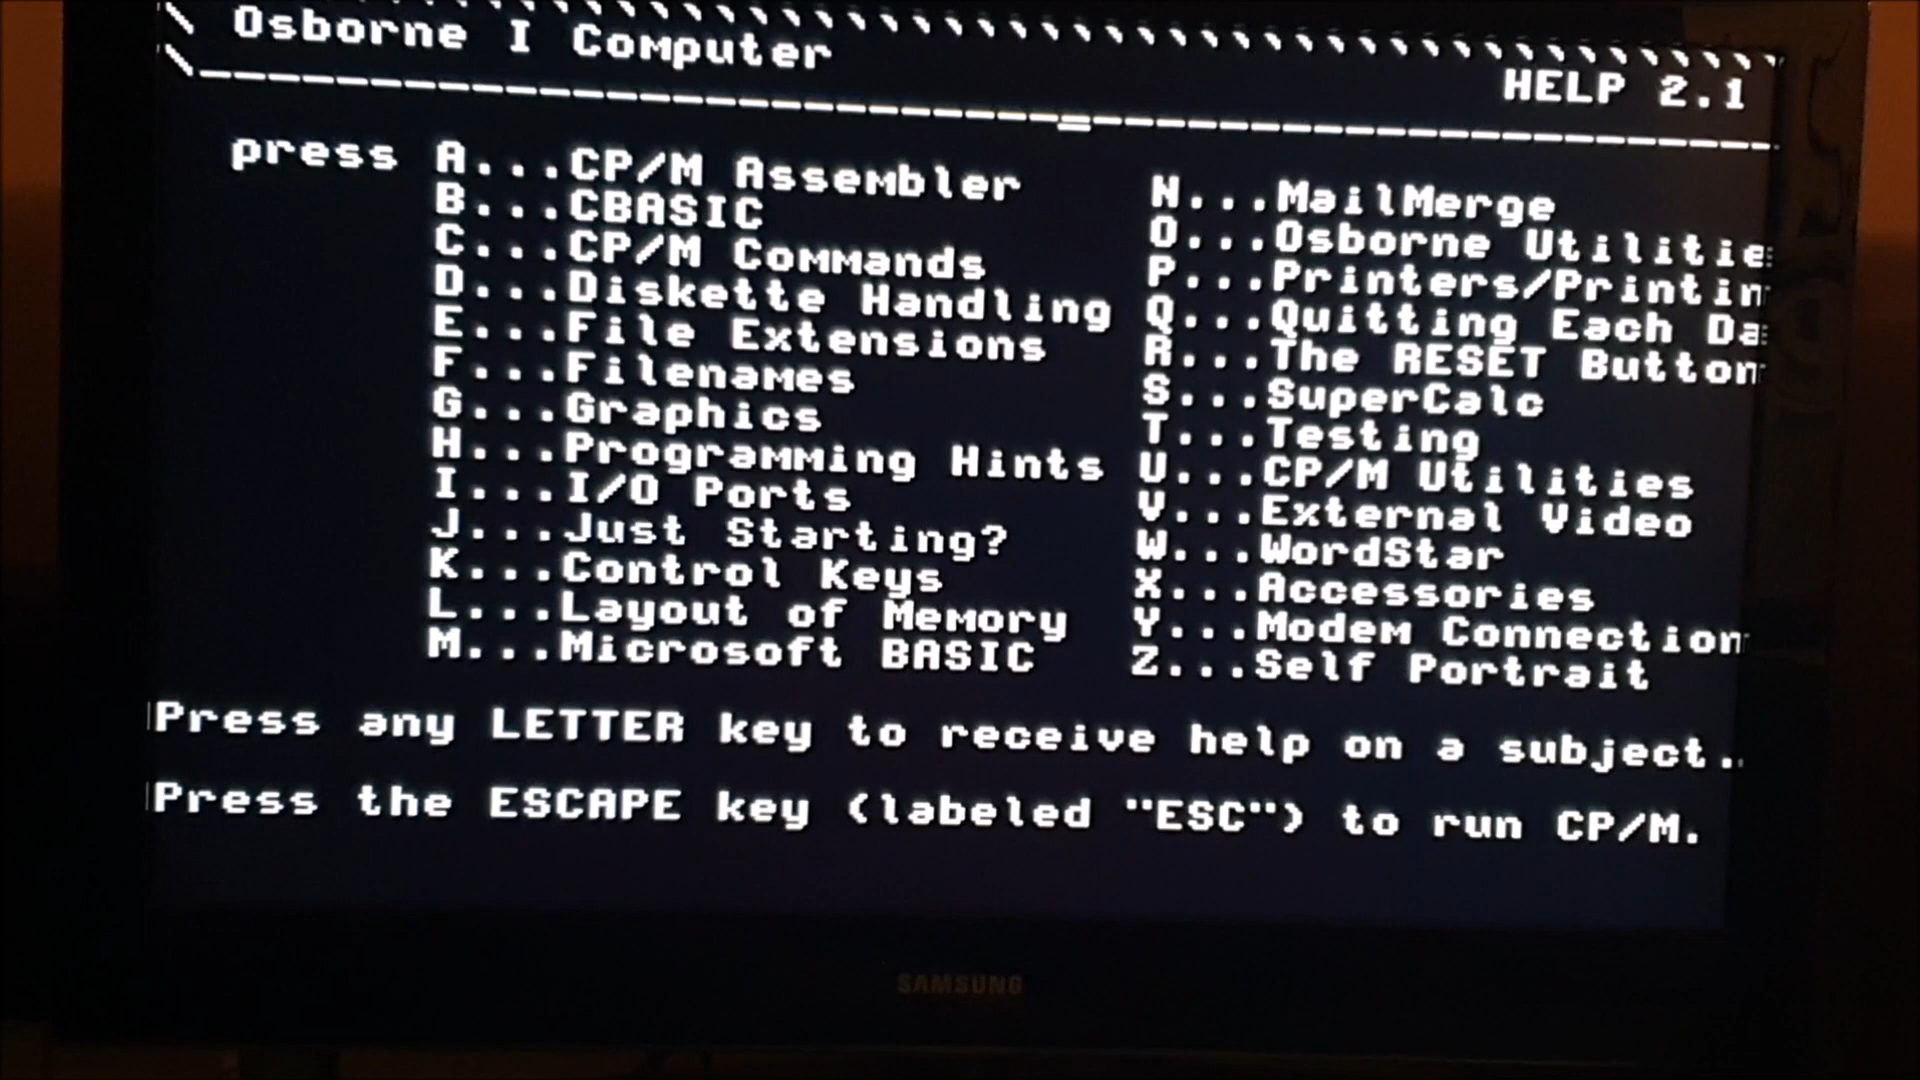 Osborne I Computer
HELP 2.1
press A...CP/M Assembler
B...CBASIC
C...CP/M Commands
D...Diskette Handling
E...File Extensions
F...Filenames
G...Graphics
H...Programming Hints
I...I/O Ports
J...Just Starting?
K...Control Keys
L...Layout of Memory
M...Microsoft BASIC
N...MailMerge
O...Osborne Utilitie
P...Printers/Printin
Q...Quitting Each Da
R...The RESET Button
S...SuperCalc
T...Testing
U...CP/M Utilities
V...External Video
W...WordStar
X...Accessories
Y...Modem Connection
Z...Self Portrait
Press any LETTER key to receive help on a subject..
Press the ESCAPE key (labeled "ESC") to run CP/M.
SAMSUNG